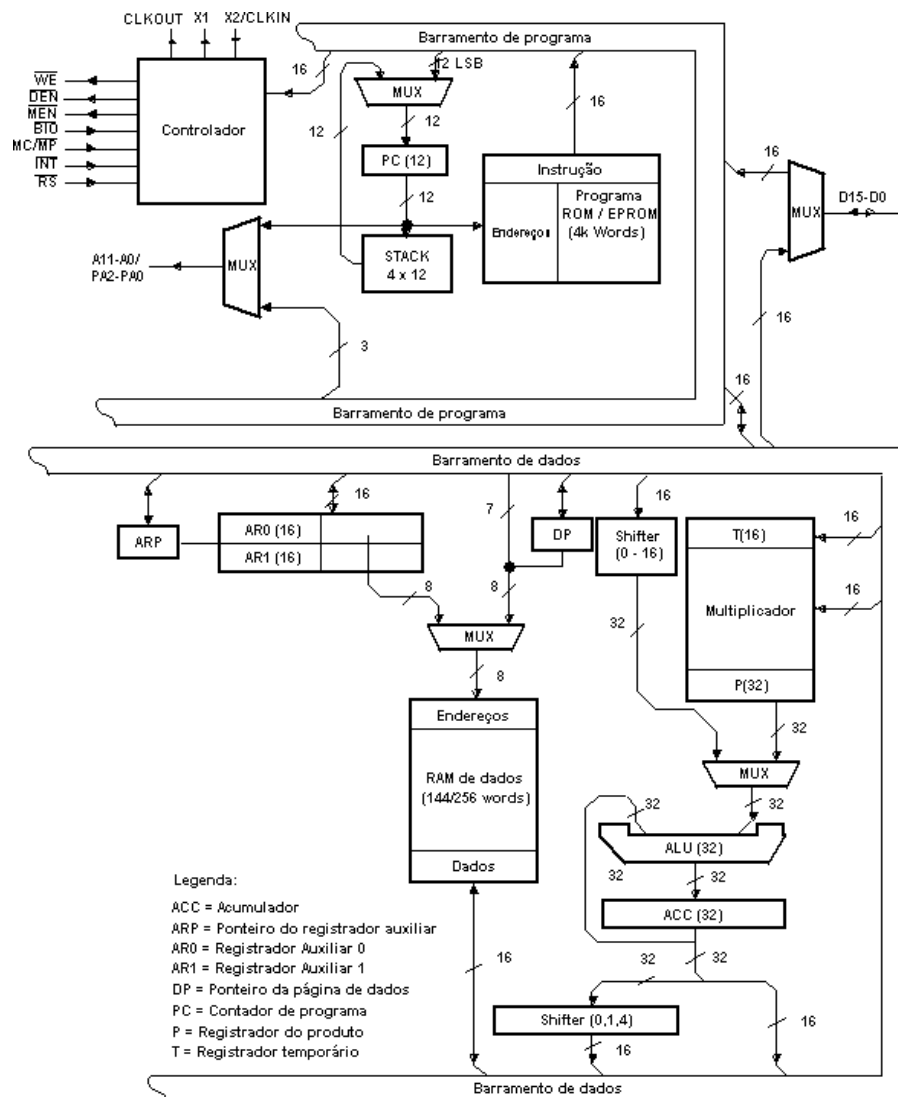 CLKOUT X1 X2/CLKIN
Barramento de programa
16
12 LSB
WE
DEN
MEN
BIO
MC/MP
INT
RS
Controlador
MUX
12
12
16
PC (12)
12
Instrução
Endereços
Programa
ROM / EPROM
(4k Words)
STACK
4 x 12
MUX
A11-A0/
PA2-PA0
3
16
MUX
D15-D0
16
16
Barramento de programa
Barramento de dados
ARP
16
AR0 (16)
AR1 (16)
7
DP
16
Shifter
(0 - 16)
T(16)
16
Multiplicador
16
P(32)
8
8
MUX
8
32
32
MUX
Endereços
RAM de dados
(144/256 words)
Dados
32
32
ALU (32)
32
32
ACC (32)
32
32
16
Shifter (0,1,4)
16
16
Legenda:
ACC = Acumulador
ARP = Ponteiro do registrador auxiliar
AR0 = Registrador Auxiliar 0
AR1 = Registrador Auxiliar 1
DP = Ponteiro da página de dados
PC = Contador de programa
P = Registrador do produto
T = Registrador temporário
Barramento de dados